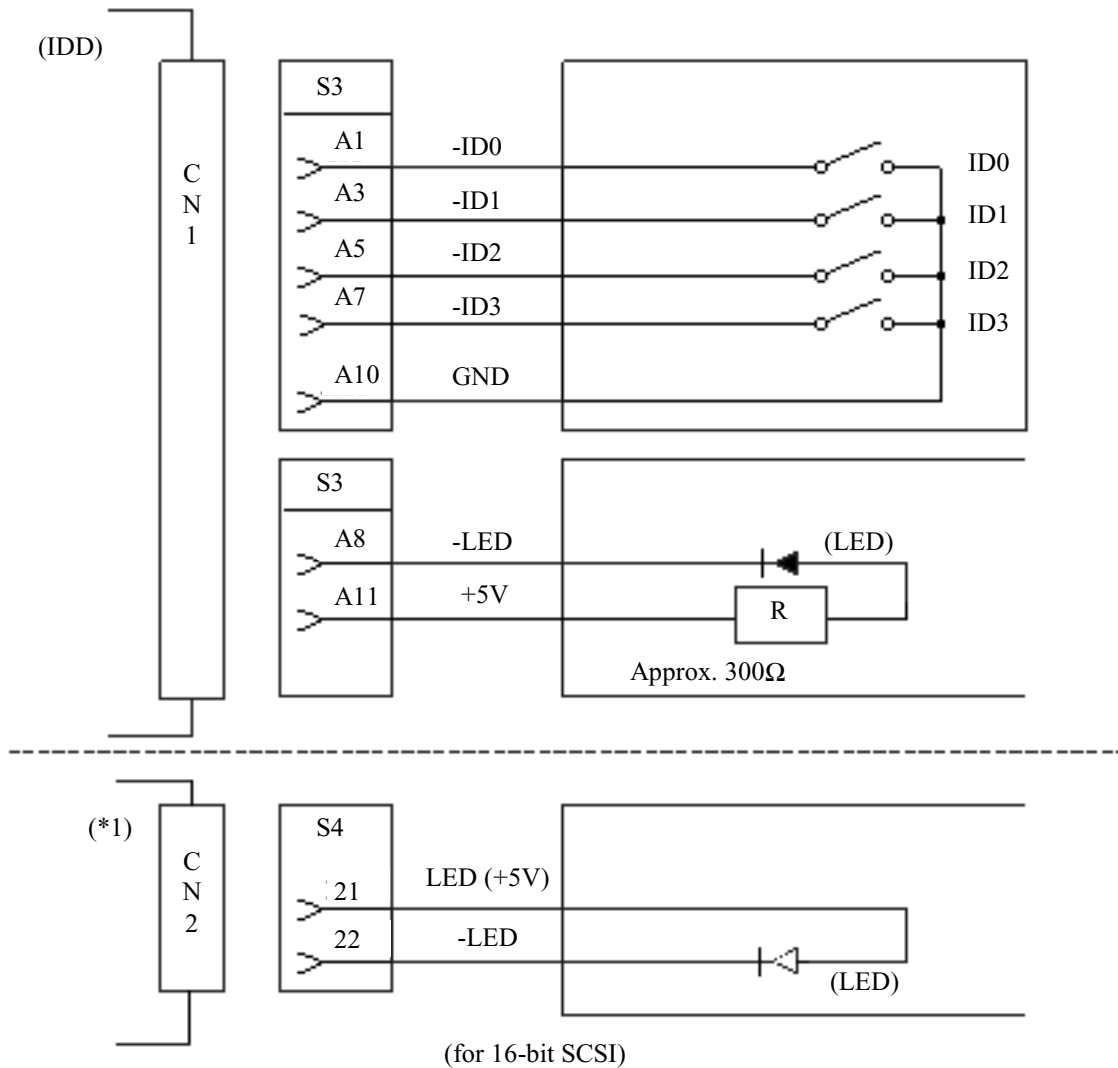 (IDD)
C
N
1
S3
A1
-ID0
ID0
A3
-ID1
ID1
A5
-ID2
ID2
A7
-ID3
ID3
A10
GND
S3
A8
-LED
(LED)
A11
+5V
R
Approx. 300Ω
(*1)
C
N
2
S4
21
LED (+5V)
22
-LED
(LED)
(for 16-bit SCSI)